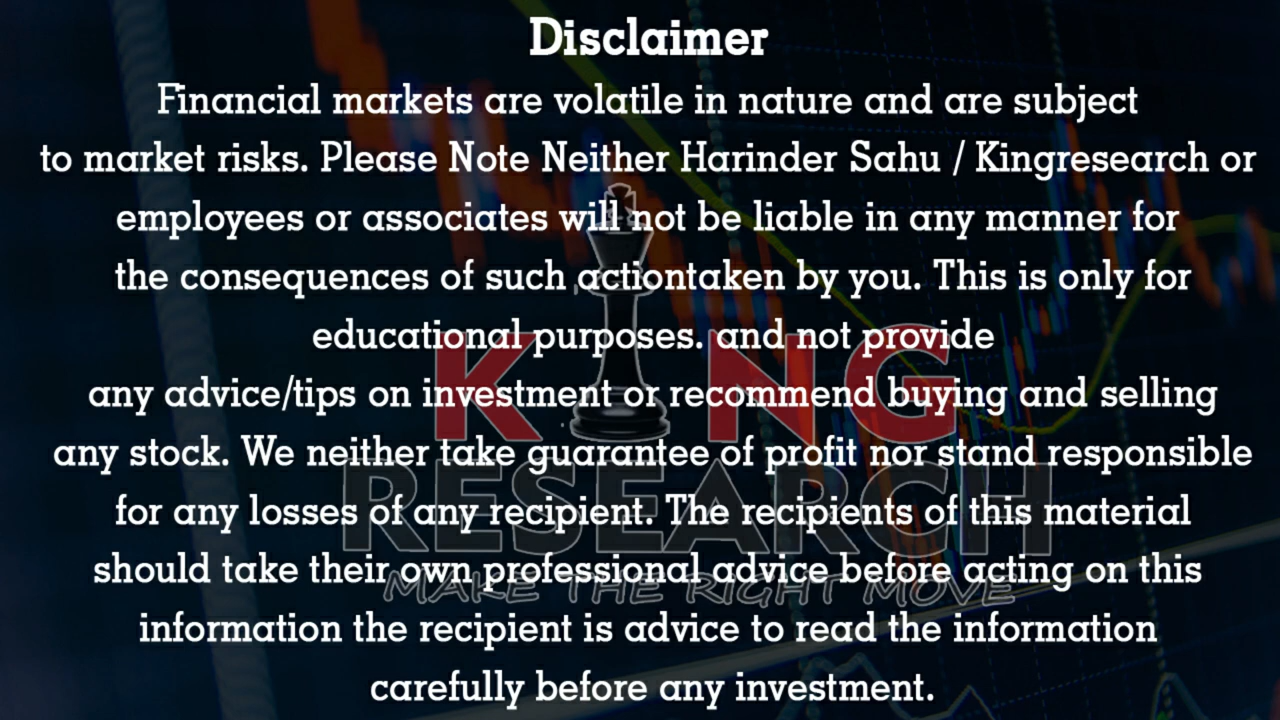 Disclaimer
Financial markets are volatile in nature and are subject
to market risks. Please Note Neither Harinder Sahu / Kingresearch or
employees or associates will not be liable in any manner for
the consequences of such actiontaken by you. This is only for
educational purposes. and not provide
any advice/tips on investment or recommend buying and selling
any stock. We neither take guarantee of profit nor stand responsible
for any losses of any recipient. The recipients of this material
should take their own professional advice before acting on this
information the recipient is advice to read the information
carefully before any investment.
K NG
RESEARCH
MAKE THE RIGHT MOVE